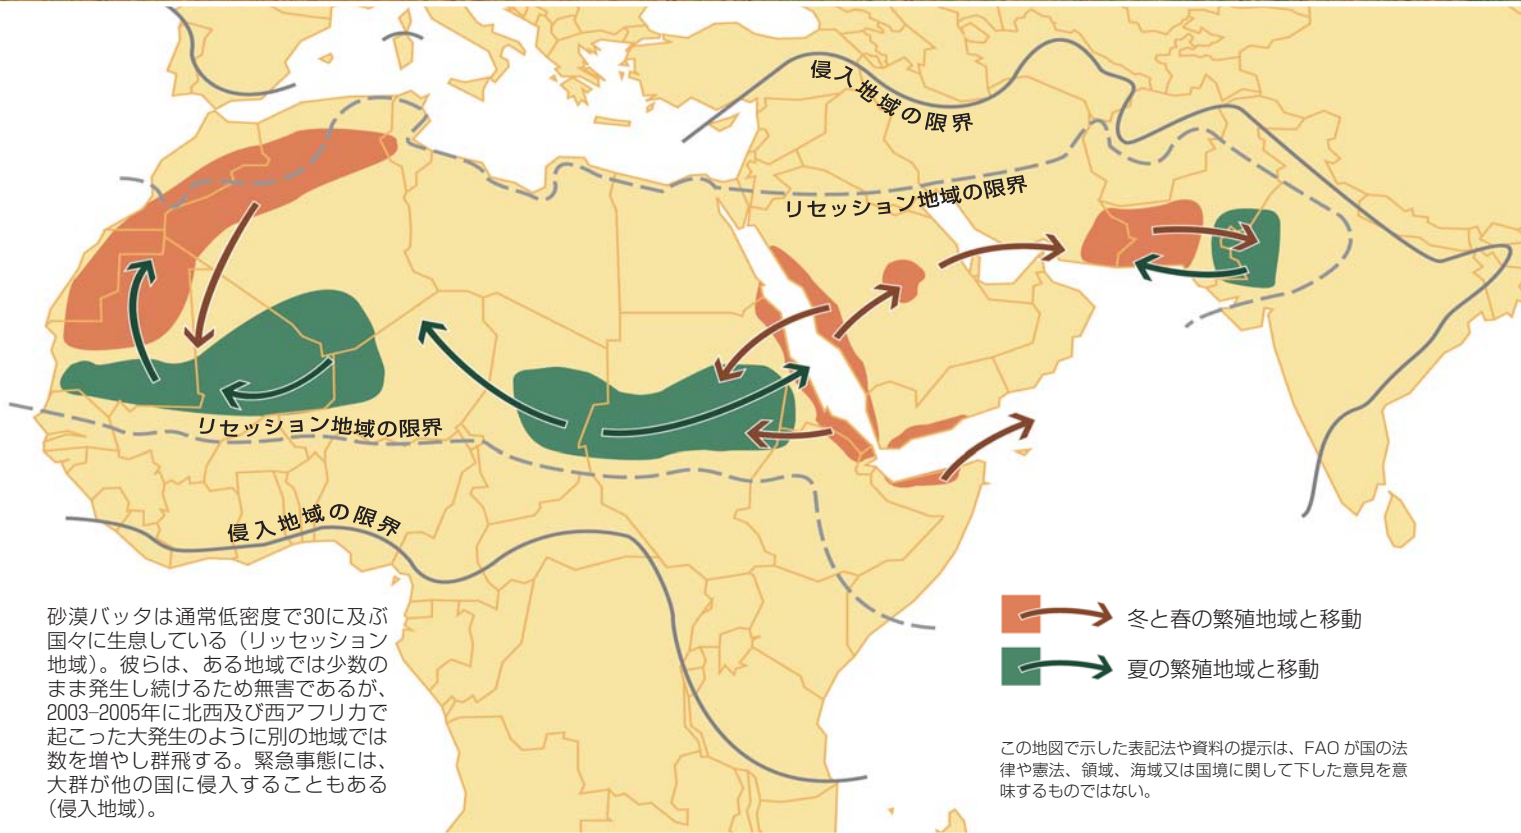 侵入地域の限界
リセッション地域の限界
リセッション地域の限界
侵入地域の限界
砂漠バッタは通常低密度で30に及ぶ
国々に生息している（リッセッション
地域）。彼らは、ある地域では少数の
まま発生し続けるため無害であるが、
2003–2005年に北西及び西アフリカで
起こった大発生のように別の地域では
数を増やし群飛する。緊急事態には、
大群が他の国に侵入することもある
（侵入地域）。
冬と春の繁殖地域と移動
夏の繁殖地域と移動
この地図で示した表記法や資料の提示は、FAO が国の法
律や憲法、領域、海域又は国境に関して下した意見を意
味するものではない。